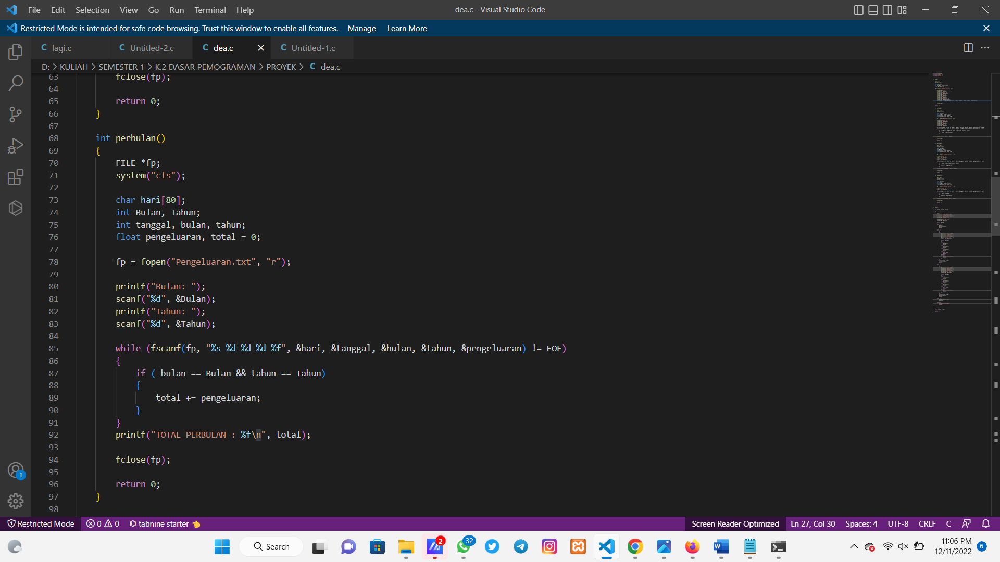 File Edit Selection View Go Run Terminal Help
dea.c - Visual Studio Code
Restricted Mode is intended for safe code browsing. Trust this window to enable all features. Manage Learn More
C lagi.c C Untitled-2.c C dea.c C Untitled-1.c
D: > KULIAH > SEMESTER 1 > K.2 DASAR PEMOGRAMAN > PROYEK > C dea.c
63 fclose(fp);
64
65 return 0;
66 }
67
68 int perbulan()
69 {
70 FILE *fp;
71 system("cls");
72
73 char hari[80];
74 int Bulan, Tahun;
75 int tanggal, bulan, tahun;
76 float pengeluaran, total = 0;
77
78 fp = fopen("Pengeluaran.txt", "r");
79
80 printf("Bulan: ");
81 scanf("%d", &Bulan);
82 printf("Tahun: ");
83 scanf("%d", &Tahun);
84
85 while (fscanf(fp, "%s %d %d %d %f", &hari, &tanggal, &bulan, &tahun, &pengeluaran) != EOF)
86 {
87 if ( bulan == Bulan && tahun == Tahun)
88 {
89 total += pengeluaran;
90 }
91 }
92 printf("TOTAL PERBULAN : %f\n", total);
93
94 fclose(fp);
95
96 return 0;
97 }
98
1
Restricted Mode 0 0 tabnine starter Screen Reader Optimized Ln 27, Col 30 Spaces: 4 UTF-8 CRLF C
Search 2 32 11:06 PM
12/11/2022 6